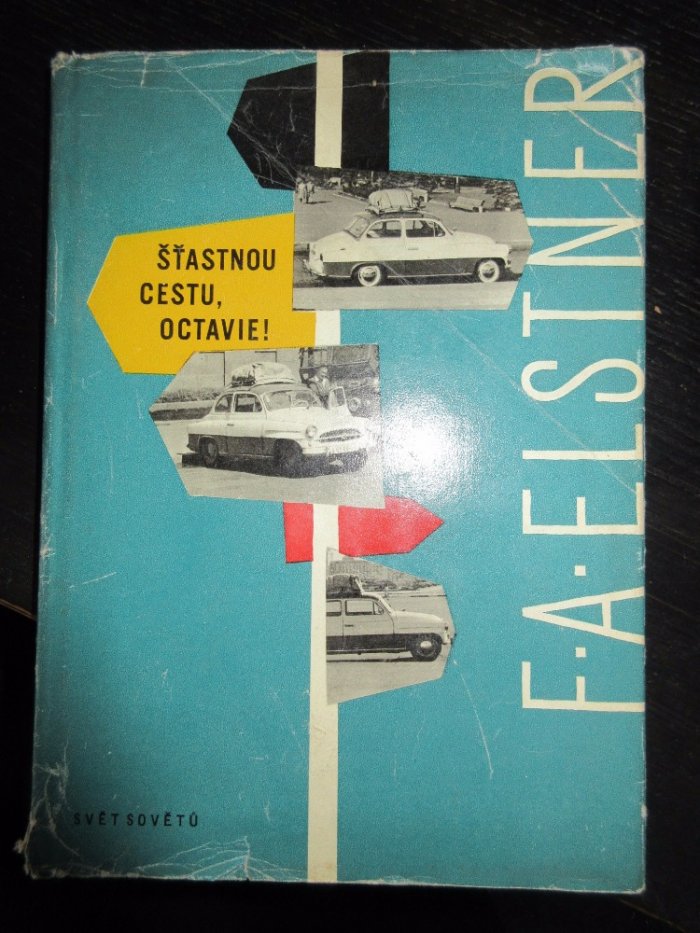 ŠŤASTNOU
CESTU,
OCTAVIE!
F·A·ELSTNER
SVĚT SOVĚTŮ